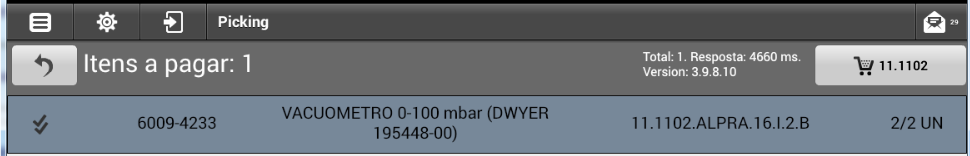 Picking
29
Itens a pagar: 1
Total: 1. Resposta: 4660 ms.
Version: 3.9.8.10
11.1102
6009-4233
VACUOMETRO 0-100 mbar (DWYER
195448-00)
11.1102.ALPRA.16.I.2.B
2/2 UN